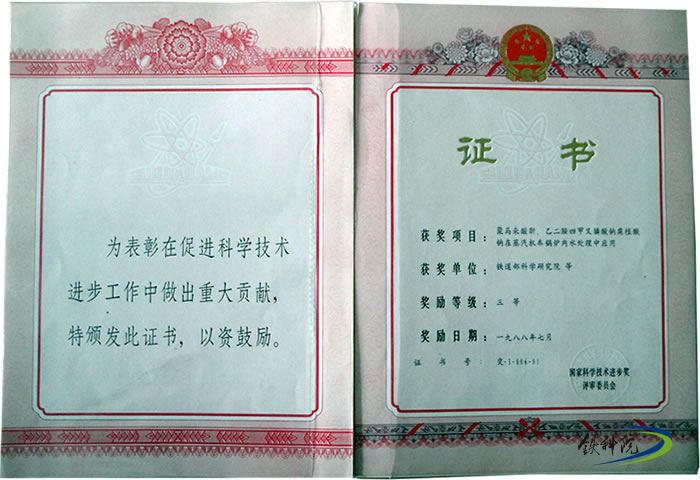 为表彰在促进科学技术
进步工作中做出重大贡献，
特颁发此证书，以资鼓励。
证 书
获奖项目： 聚马来酸酐、乙二胺四甲叉膦酸钠
钠在蒸汽机车锅炉内水处理中应用
获奖单位： 铁道部科学研究院 等
奖励等级： 三 等
奖励日期： 一九八八年七月
证 书 号： 交-3-006-01
国家科学技术进步奖
评审委员会
铁科院